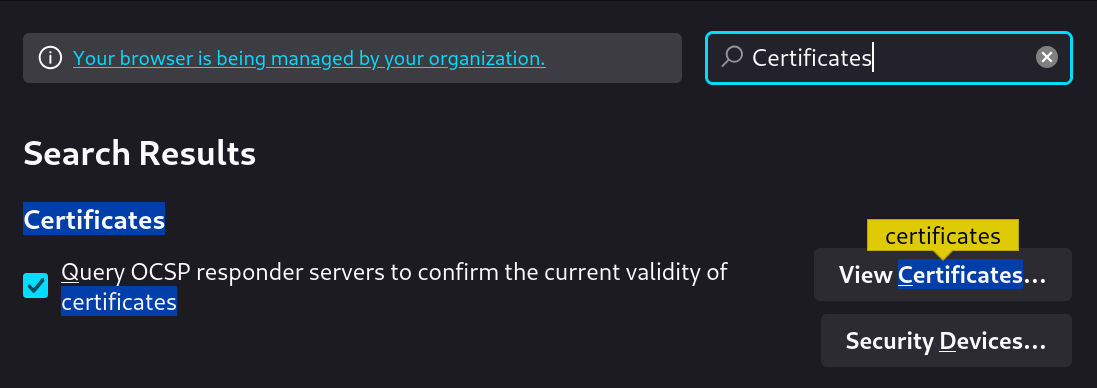 Your browser is being managed by your organization.
Certificates
Search Results
Certificates
certificates
Query OCSP responder servers to confirm the current validity of
certificates
View Certificates...
Security Devices...